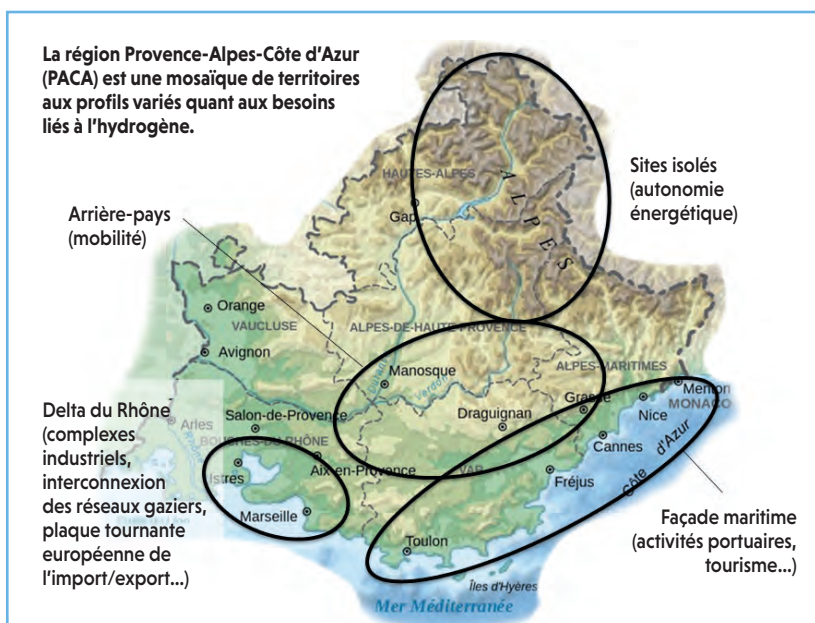 La région Provence-Alpes-Côte d'Azur
(PACA) est une mosaïque de territoires
aux profils variés quant aux besoins
liés à l'hydrogène.
Sites isolés
(autonomie
énergétique)
Arrière-pays
(mobilité)
HAUTES-ALPES
ALPES
Gap
Orange
VAUCLUSE
ALPES-DE-HAUTE-PROVENCE
Avignon
Manosque
Durance
Verdon
ALPES-MARITIMES
Menton
MONACO
Grasse
Nice
Draguignan
Cannes
Côte d'Azur
Delta du Rhône
(complexes
industriels,
interconnexion
des réseaux gaziers,
plaque tournante
européenne de
l'import/export...)
Arles
Rhône
Salon-de-Provence
BOUCHES-DU-RHÔNE
Aix-en-Provence
VAR
Istres
Fréjus
Marseille
Toulon
Façade maritime
(activités portuaires,
tourisme...)
Îles d'Hyères
Mer Méditerranée